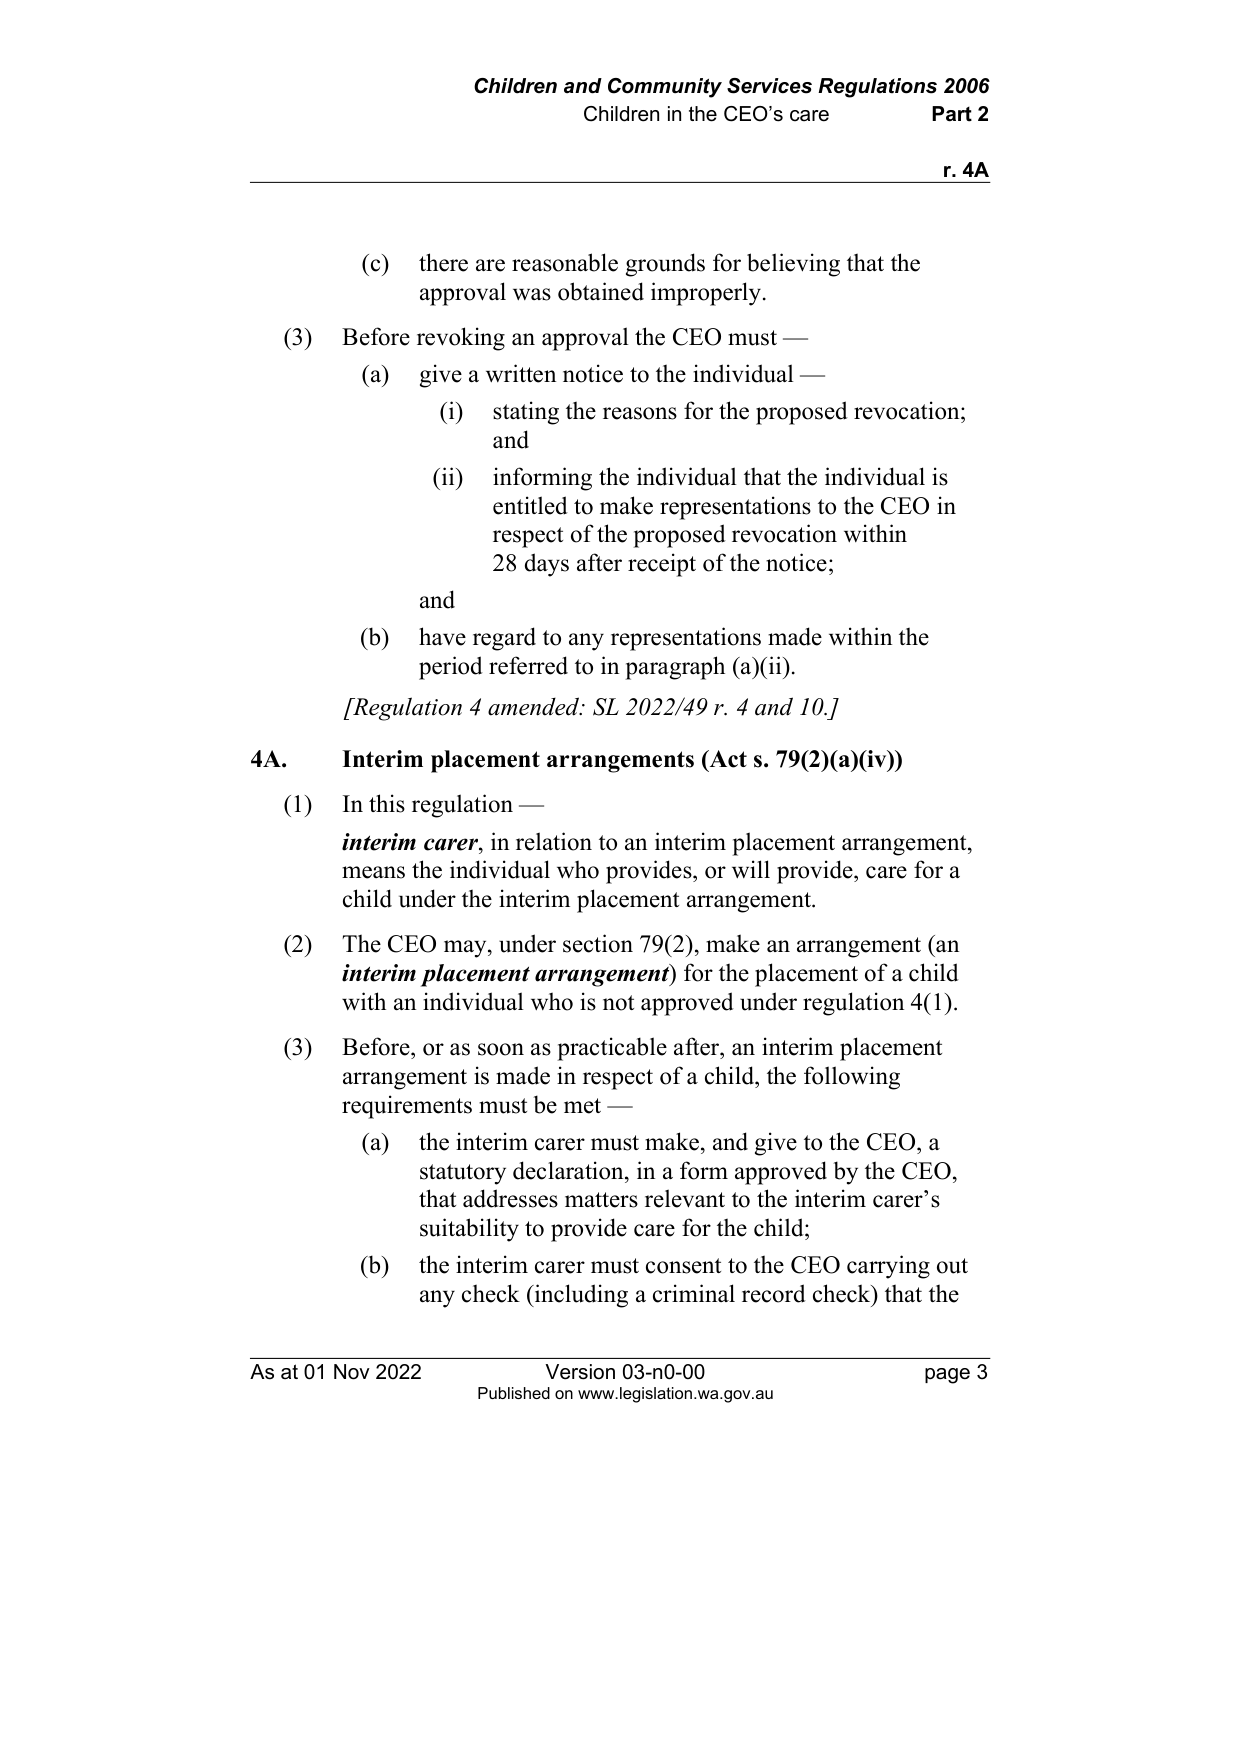 Children and Community Services Regulations 2006
Children in the CEO’s care Part 2
r. 4A
(c) there are reasonable grounds for believing that the
approval was obtained improperly.
(3) Before revoking an approval the CEO must —
(a) give a written notice to the individual —
(i) stating the reasons for the proposed revocation;
and
(ii) informing the individual that the individual is
entitled to make representations to the CEO in
respect of the proposed revocation within
28 days after receipt of the notice;
and
(b) have regard to any representations made within the
period referred to in paragraph (a)(ii).
[Regulation 4 amended: SL 2022/49 r. 4 and 10.]
4A. Interim placement arrangements (Act s. 79(2)(a)(iv))
(1) In this regulation —
interim carer, in relation to an interim placement arrangement,
means the individual who provides, or will provide, care for a
child under the interim placement arrangement.
(2) The CEO may, under section 79(2), make an arrangement (an
interim placement arrangement) for the placement of a child
with an individual who is not approved under regulation 4(1).
(3) Before, or as soon as practicable after, an interim placement
arrangement is made in respect of a child, the following
requirements must be met —
(a) the interim carer must make, and give to the CEO, a
statutory declaration, in a form approved by the CEO,
that addresses matters relevant to the interim carer’s
suitability to provide care for the child;
(b) the interim carer must consent to the CEO carrying out
any check (including a criminal record check) that the
As at 01 Nov 2022 Version 03-n0-00 page 3
Published on www.legislation.wa.gov.au